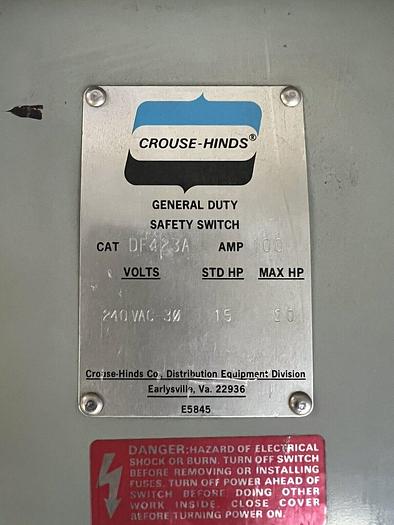 CROUSE-HINDS®
GENERAL DUTY
SAFETY SWITCH
CAT DF423A AMP
VOLTS STD HP MAX HP
240 VAC-3Ø 15
Crouse-Hinds Co. Distribution Equipment Division
Earlysville, Va. 22936
E5845
DANGER: HAZARD OF ELECTRICAL
SHOCK OR BURN. TURN OFF SWITCH
BEFORE REMOVING OR INSTALLING
FUSES. TURN OFF POWER AHEAD OF
SWITCH BEFORE DOING OTHER
WORK INSIDE. CLOSE COVER
BEFORE TURNING POWER ON.